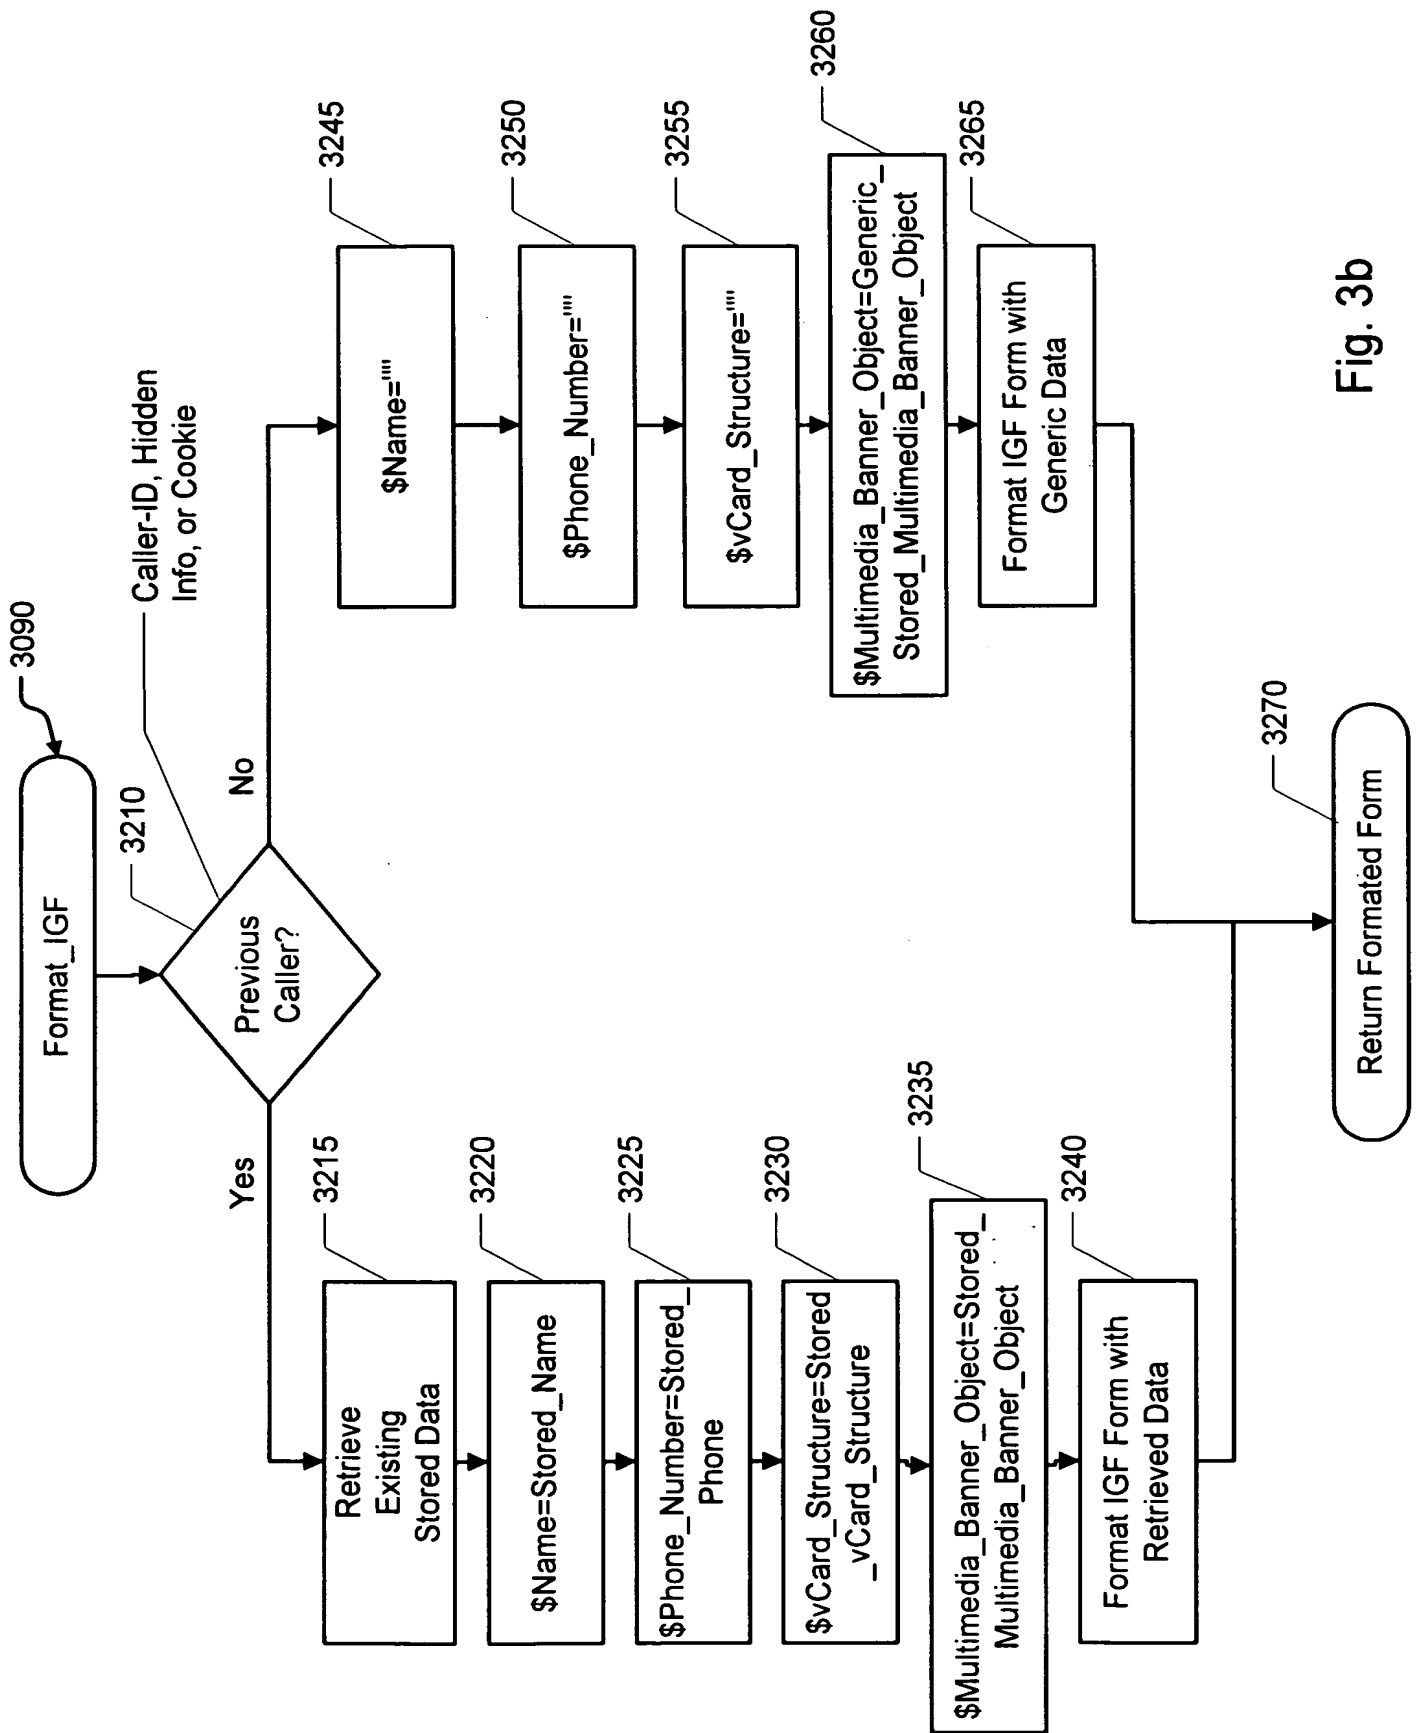 Format_IGF
3090
Previous
Caller?
3210
Caller-ID, Hidden
Info, or Cookie
Yes
No
Retrieve
Existing
Stored Data
3215
$Name=Stored_Name
3220
$Phone_Number=Stored_
Phone
3225
$vCard_Structure=Stored
_vCard_Structure
3230
$Multimedia_Banner_Object=Stored_
Multimedia_Banner_Object
3235
Format IGF Form with
Retrieved Data
3240
$Name=""
3245
$Phone_Number=""
3250
$vCard_Structure=""
3255
$Multimedia_Banner_Object=Generic_
Stored_Multimedia_Banner_Object
3260
Format IGF Form with
Generic Data
3265
Return Formated Form
3270
Fig. 3b